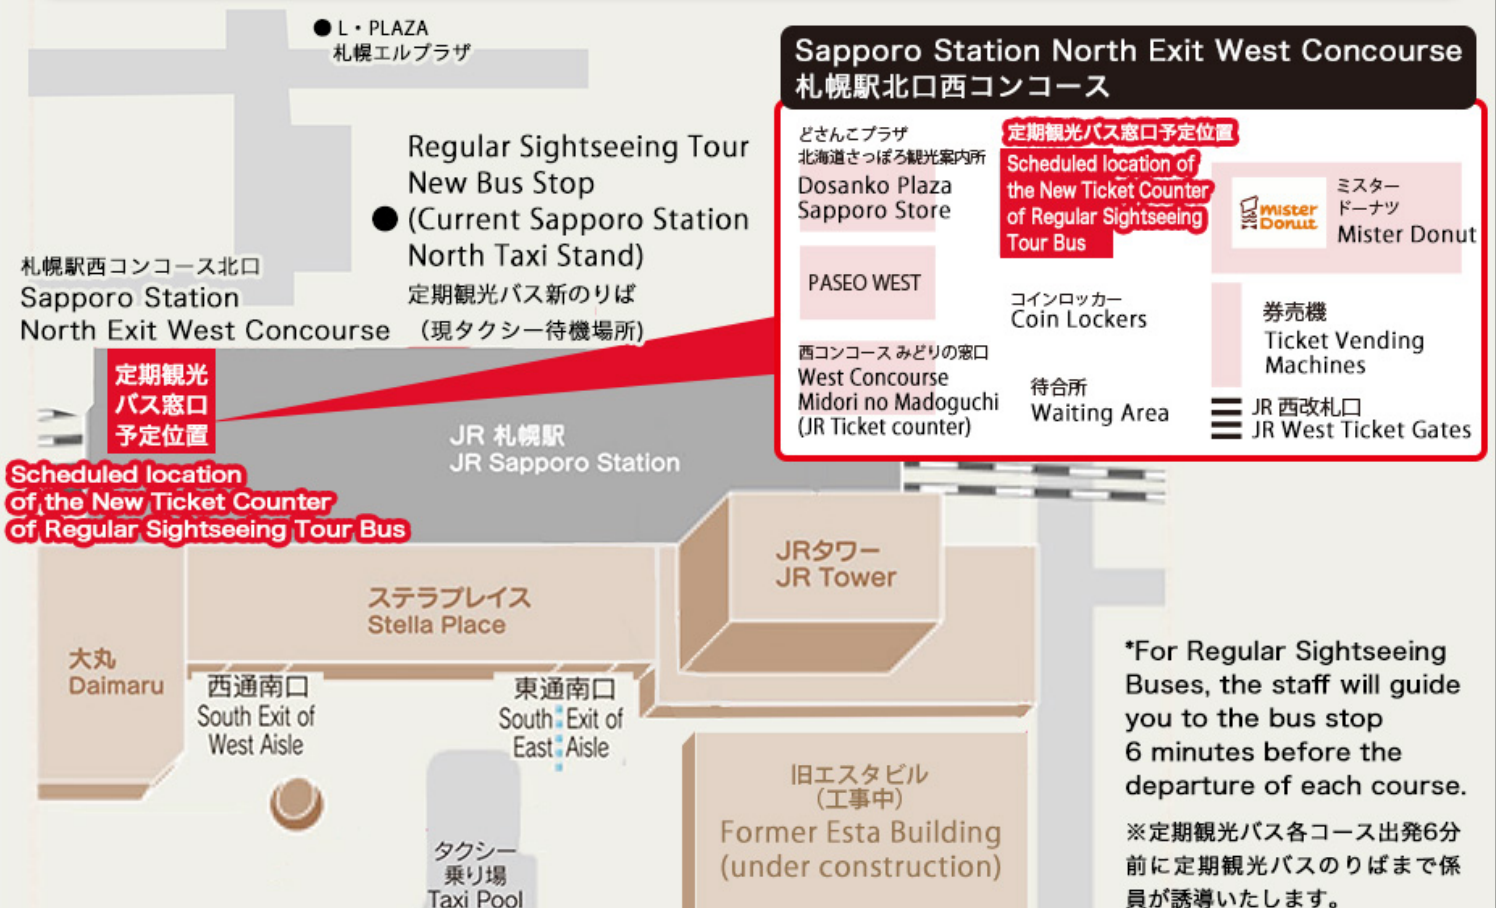 L・PLAZA
札幌エルプラザ
Regular Sightseeing Tour
New Bus Stop
(Current Sapporo Station
North Taxi Stand)
定期観光バス新のりば
（現タクシー待機場所)
札幌駅西コンコース北口
Sapporo Station
North Exit West Concourse
定期観光
バス窓口
予定位置
Scheduled location
of the New Ticket Counter
of Regular Sightseeing Tour Bus
JR 札幌駅
JR Sapporo Station
Sapporo Station North Exit West Concourse
札幌駅北口西コンコース
どさんこプラザ
北海道さっぽろ観光案内所
Dosanko Plaza
Sapporo Store
PASEO WEST
西コンコース みどりの窓口
West Concourse
Midori no Madoguchi
(JR Ticket counter)
定期観光バス窓口予定位置
Scheduled location of
the New Ticket Counter
of Regular Sightseeing
Tour Bus
コインロッカー
Coin Lockers
待合所
Waiting Area
mister
Donut
ミスター
ドーナツ
Mister Donut
券売機
Ticket Vending
Machines
JR 西改札口
JR West Ticket Gates
JRタワー
JR Tower
ステラプレイス
Stella Place
大丸
Daimaru
西通南口
South Exit of
West Aisle
東通南口
South Exit of
East Aisle
旧エスタビル
（工事中）
Former Esta Building
(under construction)
タクシー
乗り場
Taxi Pool
*For Regular Sightseeing
Buses, the staff will guide
you to the bus stop
6 minutes before the
departure of each course.
※定期観光バス各コース出発6分
前に定期観光バスのりばまで係
員が誘導いたします。